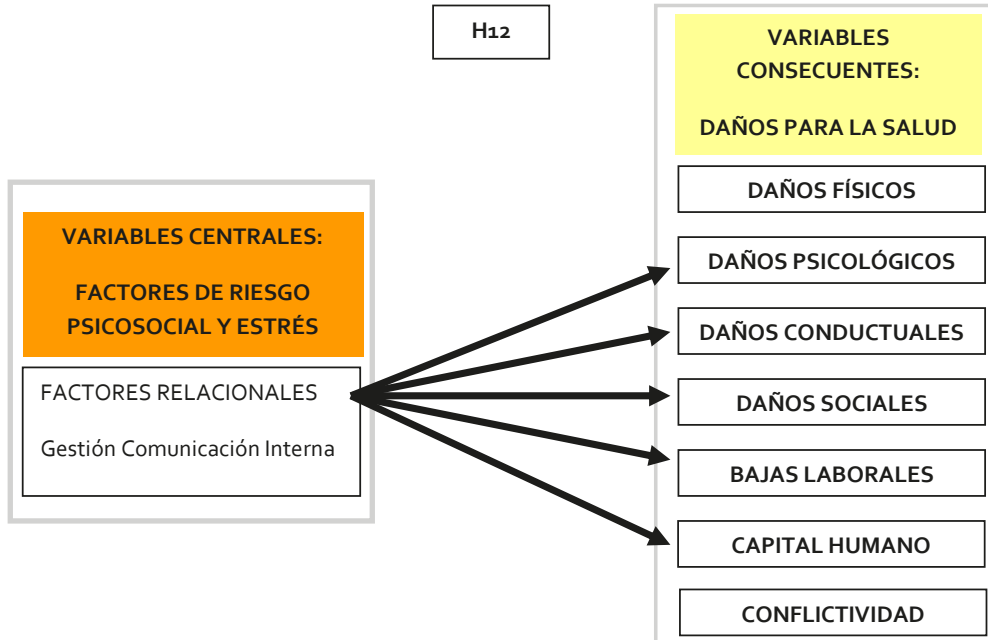 H12
VARIABLES
CONSECUENTES:
DAÑOS PARA LA SALUD
DAÑOS FÍSICOS
VARIABLES CENTRALES:
FACTORES DE RIESGO
PSICOSOCIAL Y ESTRÉS
FACTORES RELACIONALES
Gestión Comunicación Interna
DAÑOS PSICOLÓGICOS
DAÑOS CONDUCTUALES
DAÑOS SOCIALES
BAJAS LABORALES
CAPITAL HUMANO
CONFLICTIVIDAD